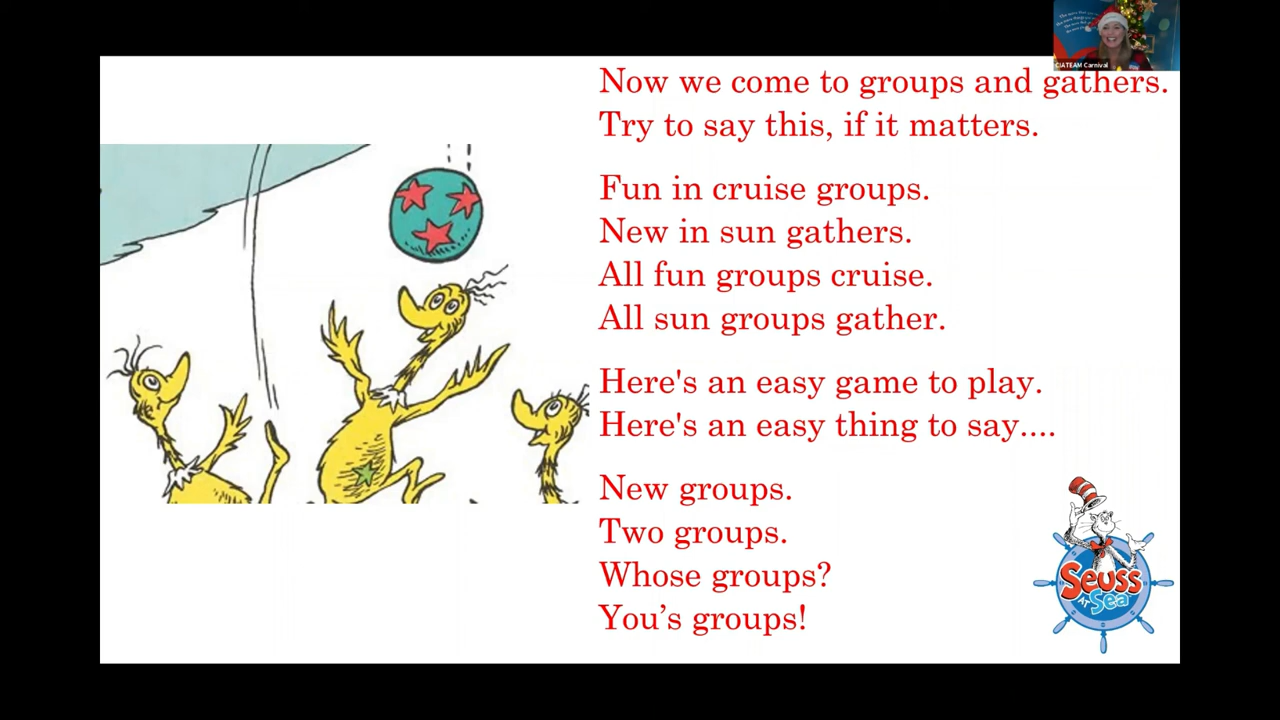 Now we come to groups and gathers.
Try to say this, if it matters.
Fun in cruise groups.
New in sun gathers.
All fun groups cruise.
All sun groups gather.
Here's an easy game to play.
Here's an easy thing to say....
New groups.
Two groups.
Whose groups?
You’s groups!
Seuss
AT Sea
CIATEAM Carnival